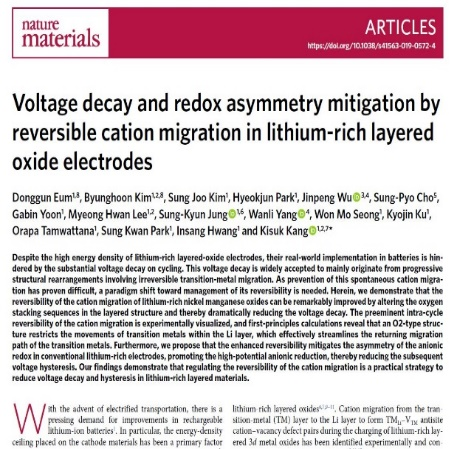 nature
materials
ARTICLES
https://doi.org/10.1038/s41563-019-0572-4
Voltage decay and redox asymmetry mitigation by
reversible cation migration in lithium-rich layered
oxide electrodes
Donggun Eum1,8, Byunghoon Kim1,2,8, Sung Joo Kim1, Hyeokjun Park1, Jinpeng Wu3,4, Sung-Pyo Cho5,
Gabin Yoon1, Myeong Hwan Lee1,2, Sung-Kyun Jung1,6, Wanli Yang4, Won Mo Seong1, Kyojin Ku1,
Orapa Tamwattana1, Sung Kwan Park1, Insang Hwang1 and Kisuk Kang1,2,7*
Despite the high energy density of lithium-rich layered-oxide electrodes, their real-world implementation in batteries is hin-
dered by the substantial voltage decay on cycling. This voltage decay is widely accepted to mainly originate from progressive
structural rearrangements involving irreversible transition-metal migration. As prevention of this spontaneous cation migra-
tion has proven difficult, a paradigm shift toward management of its reversibility is needed. Herein, we demonstrate that the
reversibility of the cation migration of lithium-rich nickel manganese oxides can be remarkably improved by altering the oxygen
stacking sequences in the layered structure and thereby dramatically reducing the voltage decay. The preeminent intra-cycle
reversibility of the cation migration is experimentally visualized, and first-principles calculations reveal that an O2-type struc-
ture restricts the movements of transition metals within the Li layer, which effectively streamlines the returning migration
path of the transition metals. Furthermore, we propose that the enhanced reversibility mitigates the asymmetry of the anionic
redox in conventional lithium-rich electrodes, promoting the high-potential anionic reduction, thereby reducing the subsequent
voltage hysteresis. Our findings demonstrate that regulating the reversibility of the cation migration is a practical strategy to
reduce voltage decay and hysteresis in lithium-rich layered materials.
With the advent of electrified transportation, there is a
pressing demand for improvements in rechargeable
lithium-ion batteries1. In particular, the energy-density
ceiling placed on the cathode materials has been a primary factor
lithium-rich layered oxides. Cation migration from the tran-
sition-metal (TM) layer to the Li layer to form TMLi–VTM antisite
cation–vacancy defect pairs during the charging of lithium-rich lay-
ered 3d metal oxides has been identified experimentally and con-